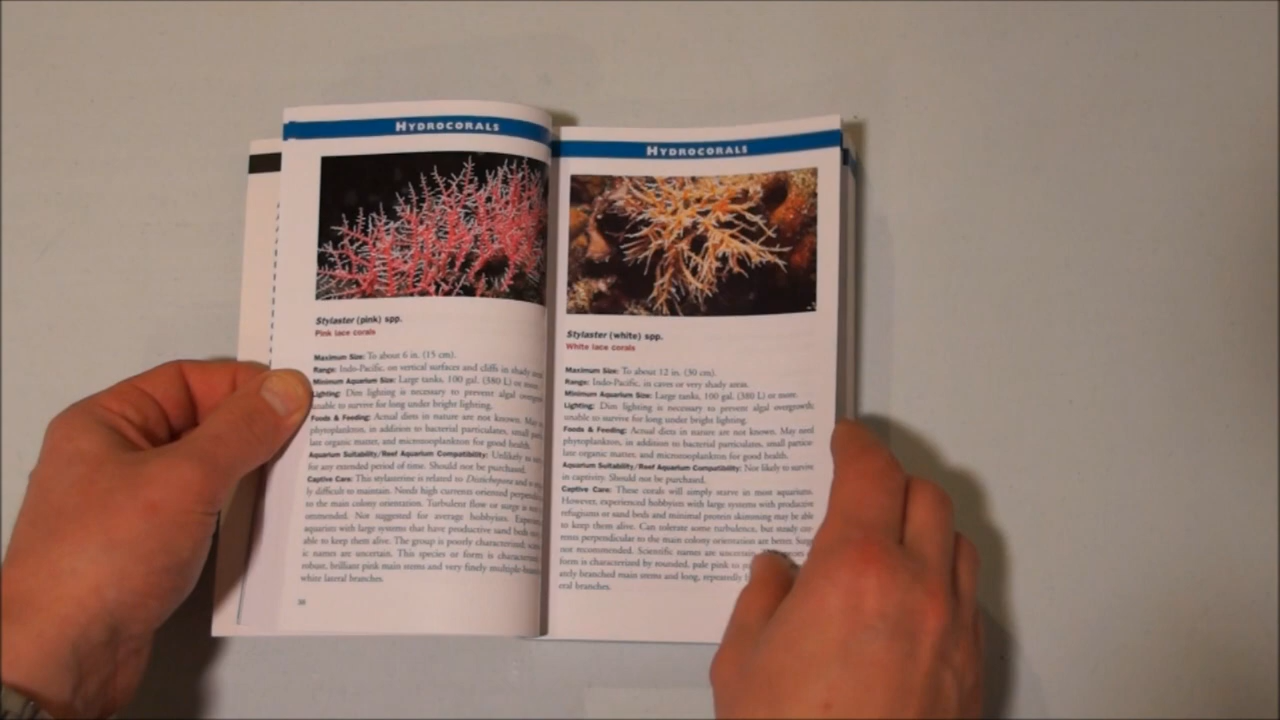 HYDROCORALS
Stylaster (pink) spp.
Pink lace corals
Maximum Size: To about 6 in. (15 cm).
Range: Indo-Pacific, on vertical surfaces and cliffs in shady
Minimum Aquarium Size: Large tanks, 100 gal. (380 L) or more.
Lighting: Dim lighting is necessary to prevent algal overgrowth;
unable to survive for long under bright lighting.
Foods & Feeding: Actual diets in nature are not known. May
phytoplankton, in addition to bacterial particulates, small
late organic matter, and microzooplankton for good health.
Aquarium Suitability/Reef Aquarium Compatibility: Unlikely to
for any extended period of time. Should not be purchased.
Captive Care: This stylasterine is related to Distichopora and
difficult to maintain. Needs high currents oriented
to the main colony orientation. Turbulent flow or surge is
ommended. Not suggested for average hobbyists.
aquarists with large systems that have productive sand beds
able to keep them alive. The group is poorly characterized;
ic names are uncertain. This species or form is
robust, brilliant pink main stems and very finely
white lateral branches.
HYDROCORALS
Stylaster (white) spp.
White lace corals
Maximum Size: To about 12 in. (30 cm).
Range: Indo-Pacific, in caves or very shady areas.
Minimum Aquarium Size: Large tanks, 100 gal. (380 L) or more.
Lighting: Dim lighting is necessary to prevent algal overgrowth;
unable to survive for long under bright lighting.
Foods & Feeding: Actual diets in nature are not known. May need
phytoplankton, in addition to bacterial particulates, small particu-
late organic matter, and microzooplankton for good health.
Aquarium Suitability/Reef Aquarium Compatibility: Not likely to survive
in captivity. Should not be purchased.
Captive Care: These corals will simply starve in most aquariums.
However, experienced hobbyists with large systems with productive
refugiums or sand beds and minimal protein skimming may be able
to keep them alive. Can tolerate some turbulence, but steady cur-
rents perpendicular to the main colony orientation are better. Surge
not recommended. Scientific names are uncertain.
form is characterized by rounded, pale pink to
branched main stems and long, repeatedly
eral branches.